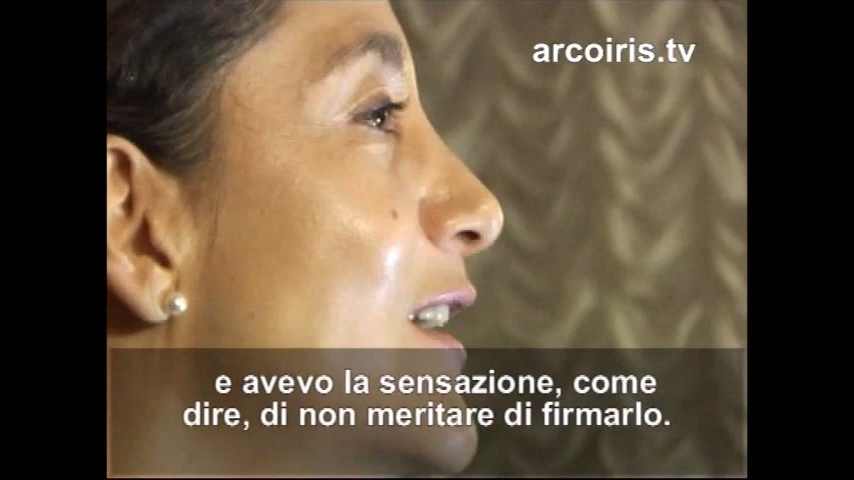 arcoiris.tv
e avevo la sensazione, come
dire, di non meritare di firmarlo.